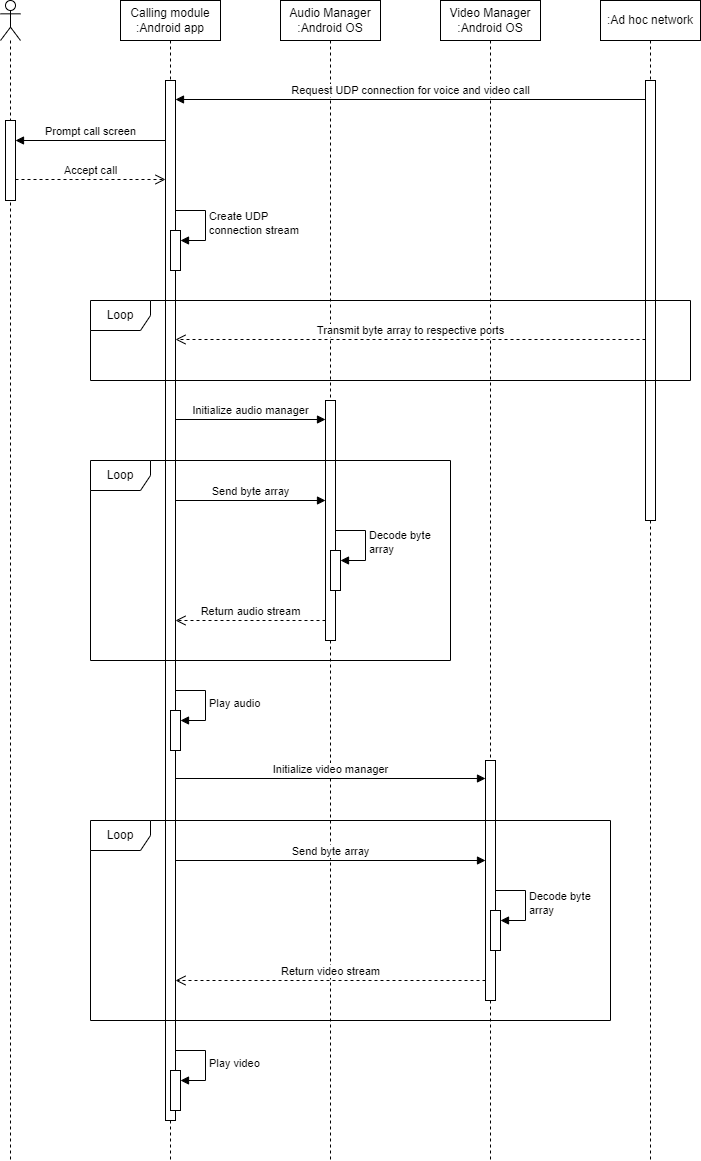 Calling module
:Android app
Audio Manager
:Android OS
Video Manager
:Android OS
:Ad hoc network
Request UDP connection for voice and video call
Prompt call screen
Accept call
Create UDP
connection stream
Loop
Transmit byte array to respective ports
Initialize audio manager
Loop
Send byte array
Decode byte
array
Return audio stream
Play audio
Initialize video manager
Loop
Send byte array
Decode byte
array
Return video stream
Play video